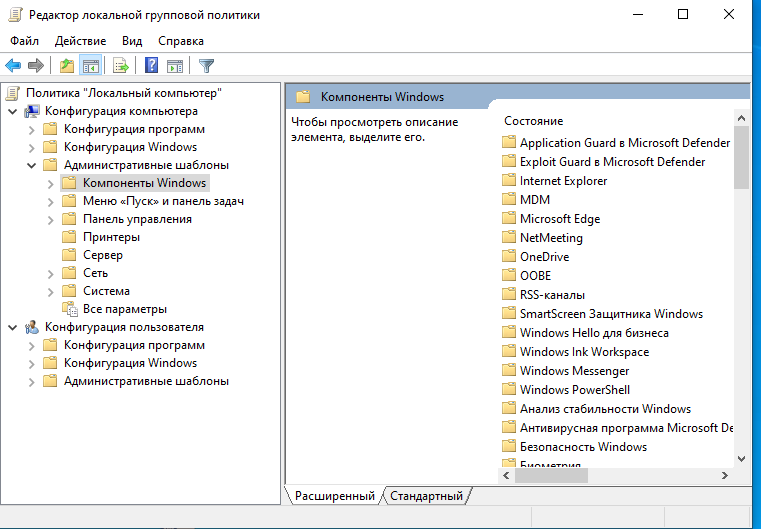 Редактор локальной групповой политики
Файл Действие Вид Справка
Политика "Локальный компьютер"
Конфигурация компьютера
Конфигурация программ
Конфигурация Windows
Административные шаблоны
Компоненты Windows
Меню «Пуск» и панель задач
Панель управления
Принтеры
Сервер
Сеть
Система
Все параметры
Конфигурация пользователя
Конфигурация программ
Конфигурация Windows
Административные шаблоны
Компоненты Windows
Чтобы просмотреть описание
элемента, выделите его.
Состояние
Application Guard в Microsoft Defender
Exploit Guard в Microsoft Defender
Internet Explorer
MDM
Microsoft Edge
NetMeeting
OneDrive
OOBE
RSS-каналы
SmartScreen Защитника Windows
Windows Hello для бизнеса
Windows Ink Workspace
Windows Messenger
Windows PowerShell
Анализ стабильности Windows
Антивирусная программа Microsoft De
Безопасность Windows
Биометрия
Расширенный Стандартный